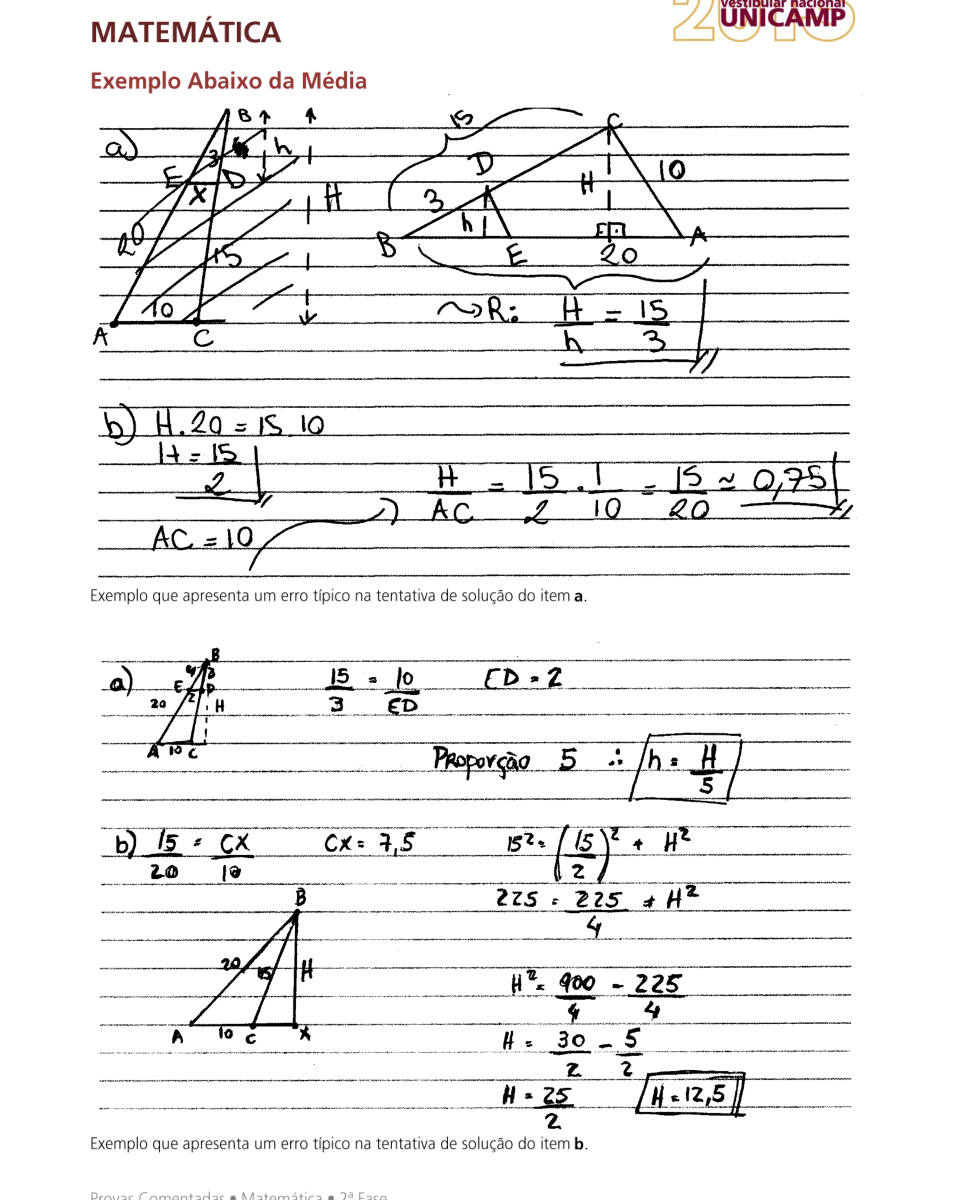 vestibular nacional
UNICAMP
MATEMÁTICA
Exemplo Abaixo da Média
a)
B
h
3
E
D
x
H
20
15
10
A
C
15
C
D
H
10
3
h
B
E
20
A
R: H/h = 15/3
b) H.20 = 15.10
H = 15/2
H/AC = 15/2 . 1/10 = 15/20 ≃ 0,75
AC = 10
Exemplo que apresenta um erro típico na tentativa de solução do item a.
a)
B
4
3
E
D
20
2
H
A
10
C
15/3 = 10/ED
ED = 2
Proporção 5 ∴ h = H/5
b) 15/20 = CX/10
CX = 7,5
15² = (15/2)² + H²
225 = 225/4 + H²
B
20
15
H
A
10
C
X
H² = 900/4 - 225/4
H = 30/2 - 5/2
H = 25/2
H = 12,5
Exemplo que apresenta um erro típico na tentativa de solução do item b.
Provas Comentadas • Matemática • 2ª Fase